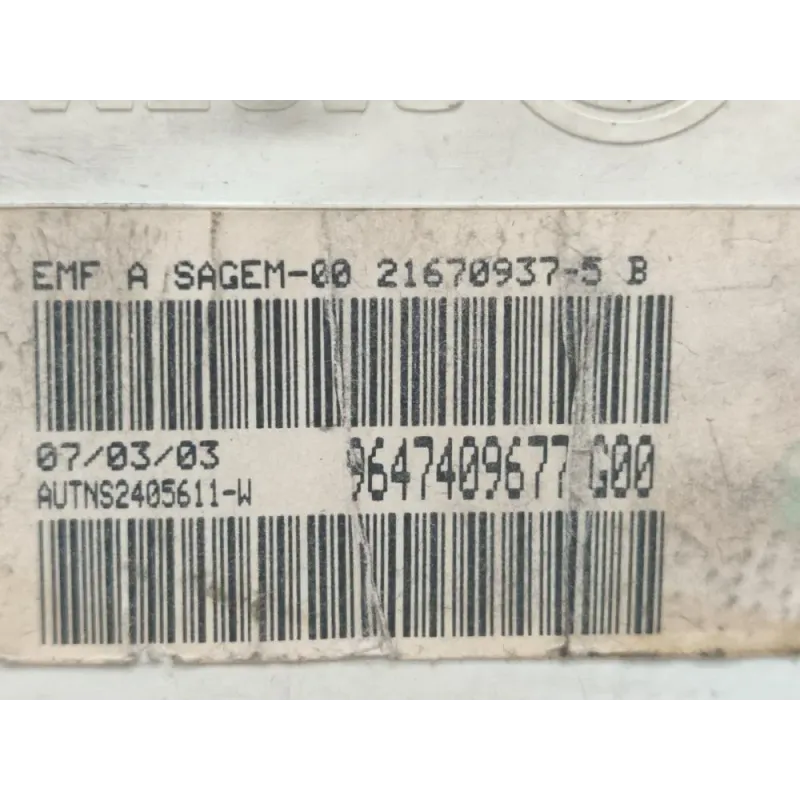 EMF A SAGEM-00 21670937-5 B
07/03/03
9647409677 G00
AUTNS2405611-W